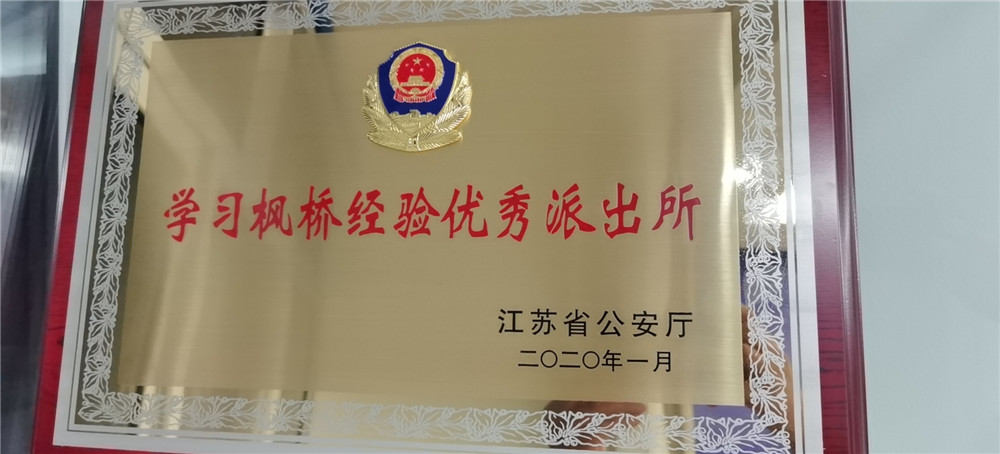 学习枫桥经验优秀派出所
江苏省公安厅
二〇二〇年一月